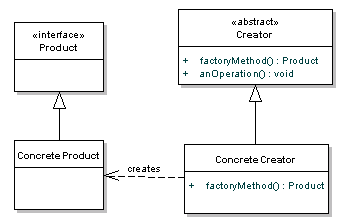 «interface»
Product
«abstract»
Creator
+ factoryMethod() : Product
+ anOperation() : void
Concrete Product
creates
Concrete Creator
+ factoryMethod() : Product